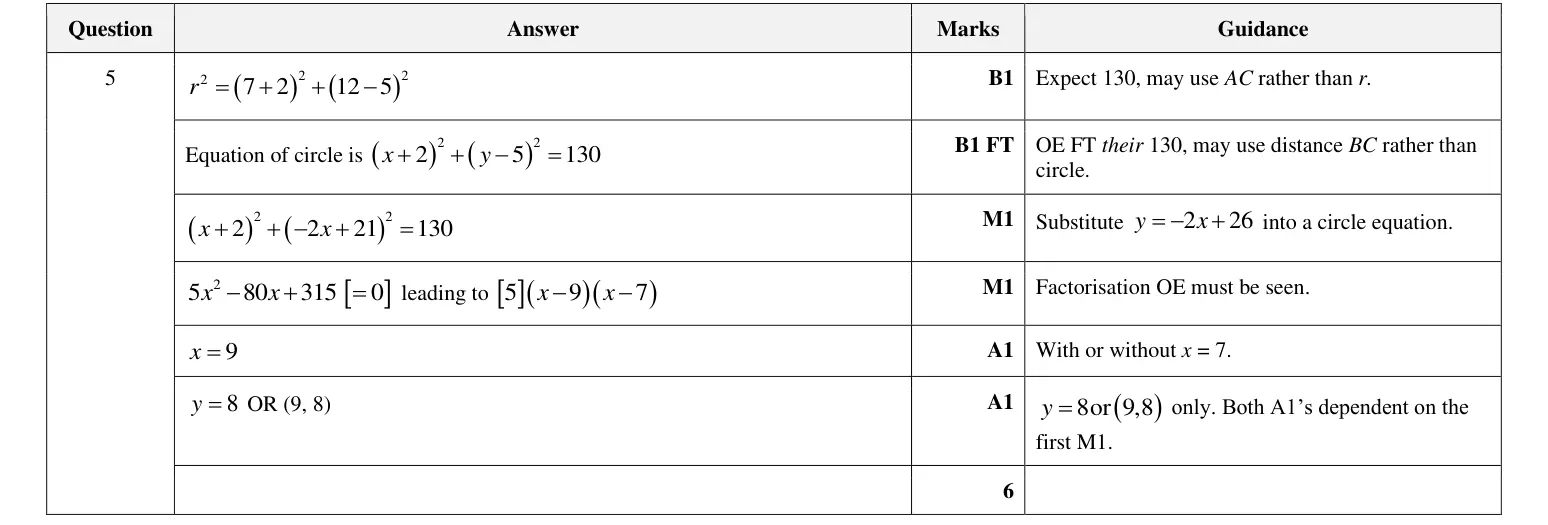 Question Answer Marks Guidance
5 r² = (7 + 2)² + (12 − 5)² B1 Expect 130, may use AC rather than r.
Equation of circle is (x + 2)² + (y − 5)² = 130 B1 FT OE FT their 130, may use distance BC rather than
circle.
(x + 2)² + (−2x + 21)² = 130 M1 Substitute y = −2x + 26 into a circle equation.
5x² − 80x + 315 [= 0] leading to [5](x − 9)(x − 7) M1 Factorisation OE must be seen.
x = 9 A1 With or without x = 7.
y = 8 OR (9, 8) A1 y = 8or(9,8) only. Both A1’s dependent on the
first M1.
6